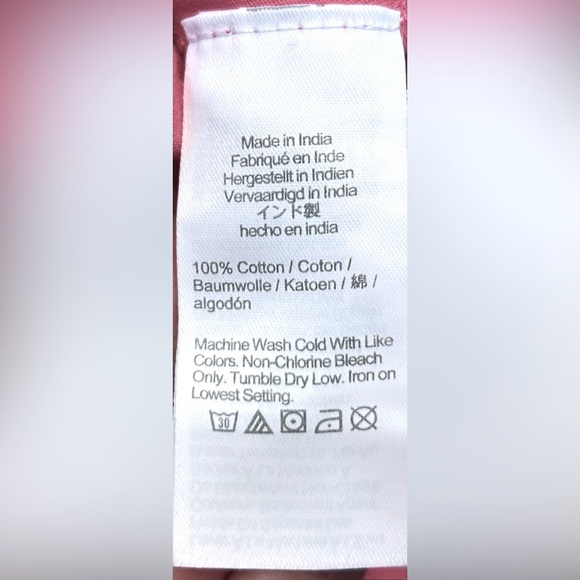 Made in India
Fabriqué en Inde
Hergestellt in Indien
Vervaardigd in India
インド製
hecho en india
100% Cotton / Coton /
Baumwolle / Katoen / 綿 /
algodón
Machine Wash Cold With Like
Colors. Non-Chlorine Bleach
Only. Tumble Dry Low. Iron on
Lowest Setting.
30